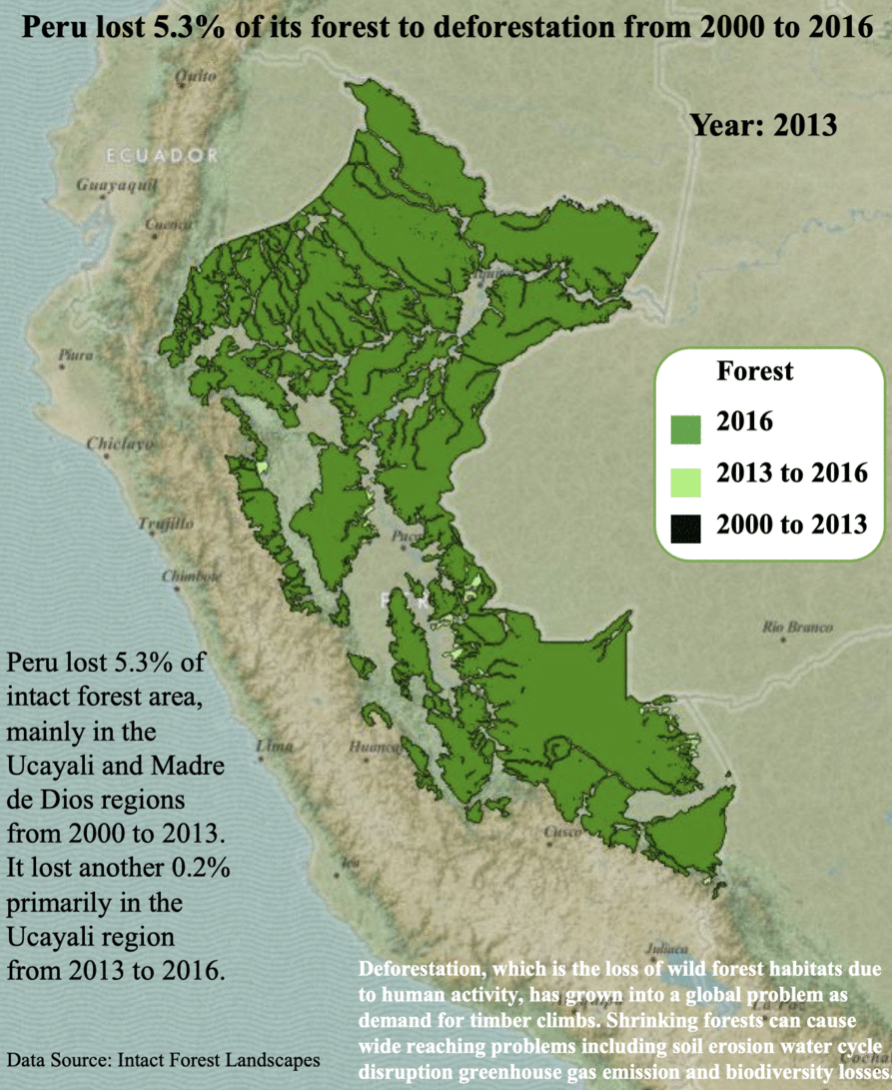 Peru lost 5.3% of its forest to deforestation from 2000 to 2016
Quito
Year: 2013
ECUADOR
Guayaquil
Cuenca
Piura
Forest
2016
Chiclayo
2013 to 2016
2000 to 2013
Trujillo
Chimbote
Rio Branco
Peru lost 5.3% of
intact forest area,
mainly in the
Ucayali and Madre
de Dios regions
from 2000 to 2013.
It lost another 0.2%
primarily in the
Ucayali region
from 2013 to 2016.
Lima
Cusco
Ica
Juliaca
Deforestation, which is the loss of wild forest habitats due
to human activity, has grown into a global problem as
demand for timber climbs. Shrinking forests can cause
wide reaching problems including soil erosion water cycle
disruption greenhouse gas emission and biodiversity losses
La Paz
Data Source: Intact Forest Landscapes